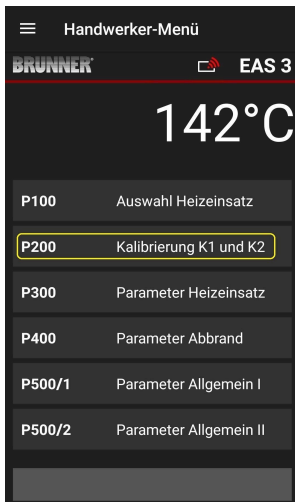 Handwerker-Menü
BRUNNER EAS 3
142°C
P100 Auswahl Heizeinsatz
P200 Kalibrierung K1 und K2
P300 Parameter Heizeinsatz
P400 Parameter Abbrand
P500/1 Parameter Allgemein I
P500/2 Parameter Allgemein II